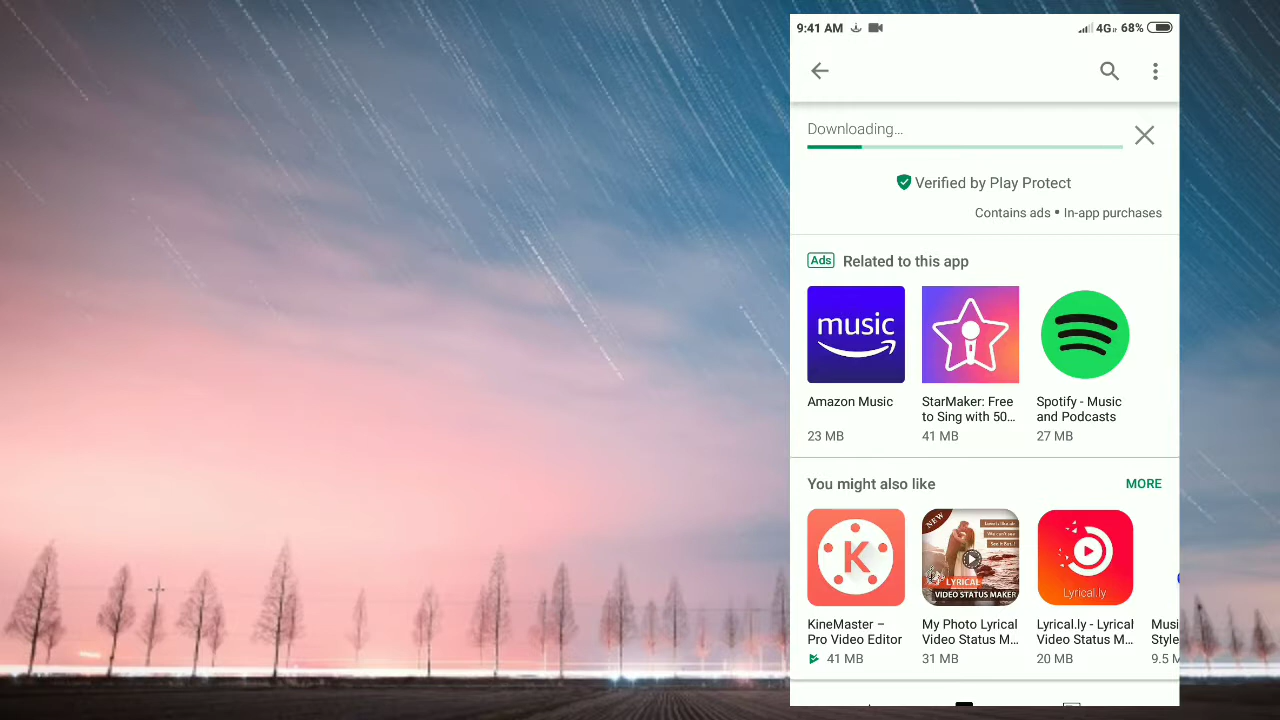 9:41 AM 4G 68%
Downloading...
Verified by Play Protect
Contains ads • In-app purchases
Ads Related to this app
music
Amazon Music
23 MB
StarMaker: Free
to Sing with 50...
41 MB
Spotify - Music
and Podcasts
27 MB
You might also like
MORE
K
KineMaster –
Pro Video Editor
41 MB
NEW
LYRICAL
VIDEO STATUS MAKER
My Photo Lyrical
Video Status M...
31 MB
Lyrical.ly
Lyrical.ly - Lyrical
Video Status M...
20 MB
Musi
Style
9.5 M